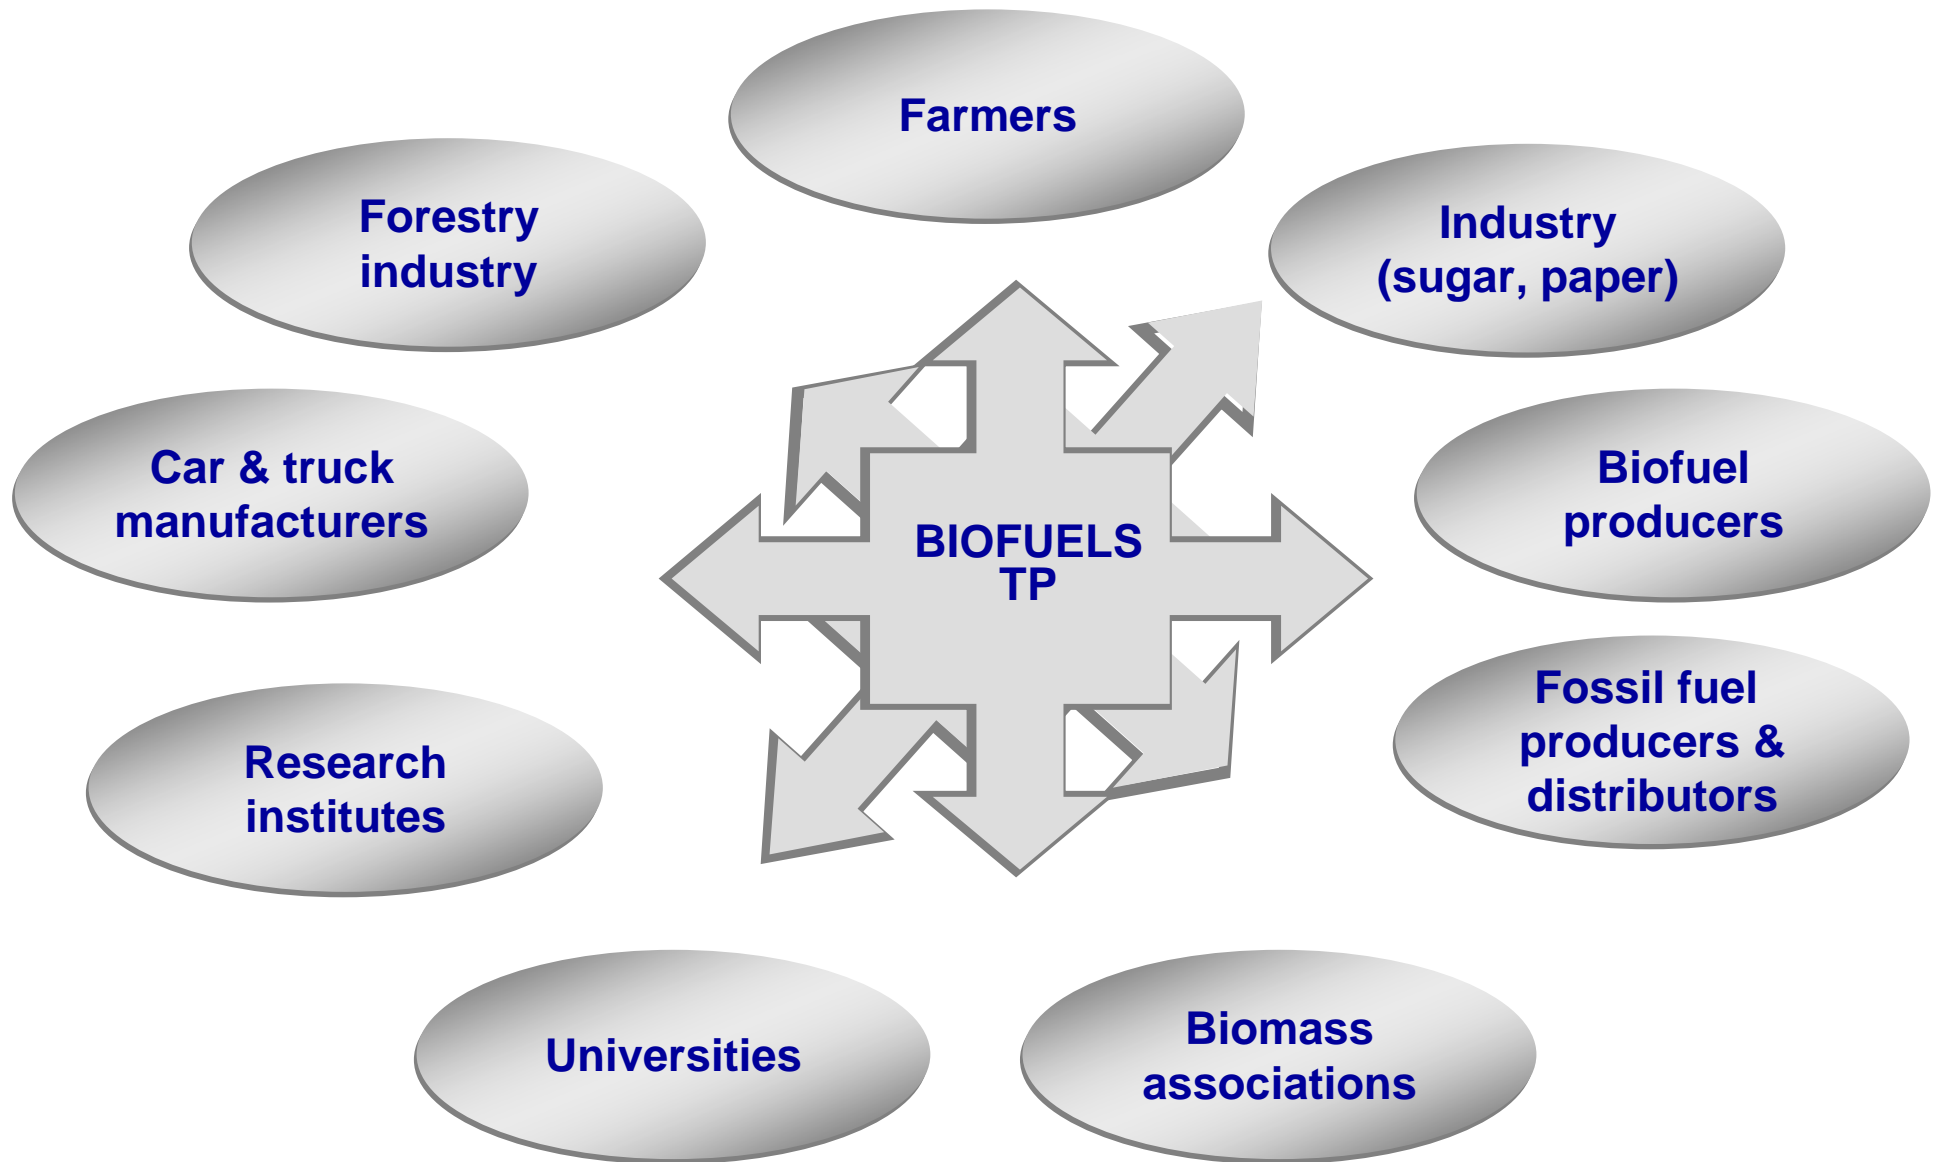 Farmers
Forestry
industry
Industry
(sugar, paper)
Car & truck
manufacturers
BIOFUELS
TP
Biofuel
producers
Research
institutes
Fossil fuel
producers &
distributors
Universities
Biomass
associations